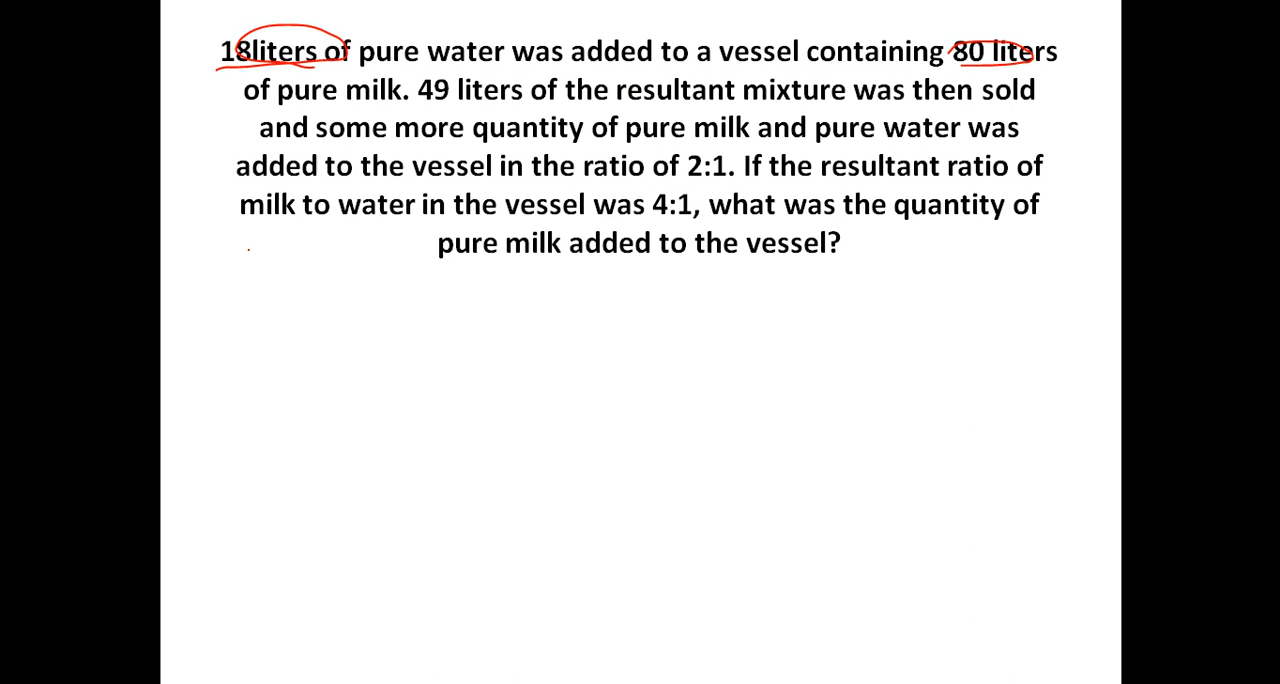 18liters of pure water was added to a vessel containing 80 liters
of pure milk. 49 liters of the resultant mixture was then sold
and some more quantity of pure milk and pure water was
added to the vessel in the ratio of 2:1. If the resultant ratio of
milk to water in the vessel was 4:1, what was the quantity of
pure milk added to the vessel?